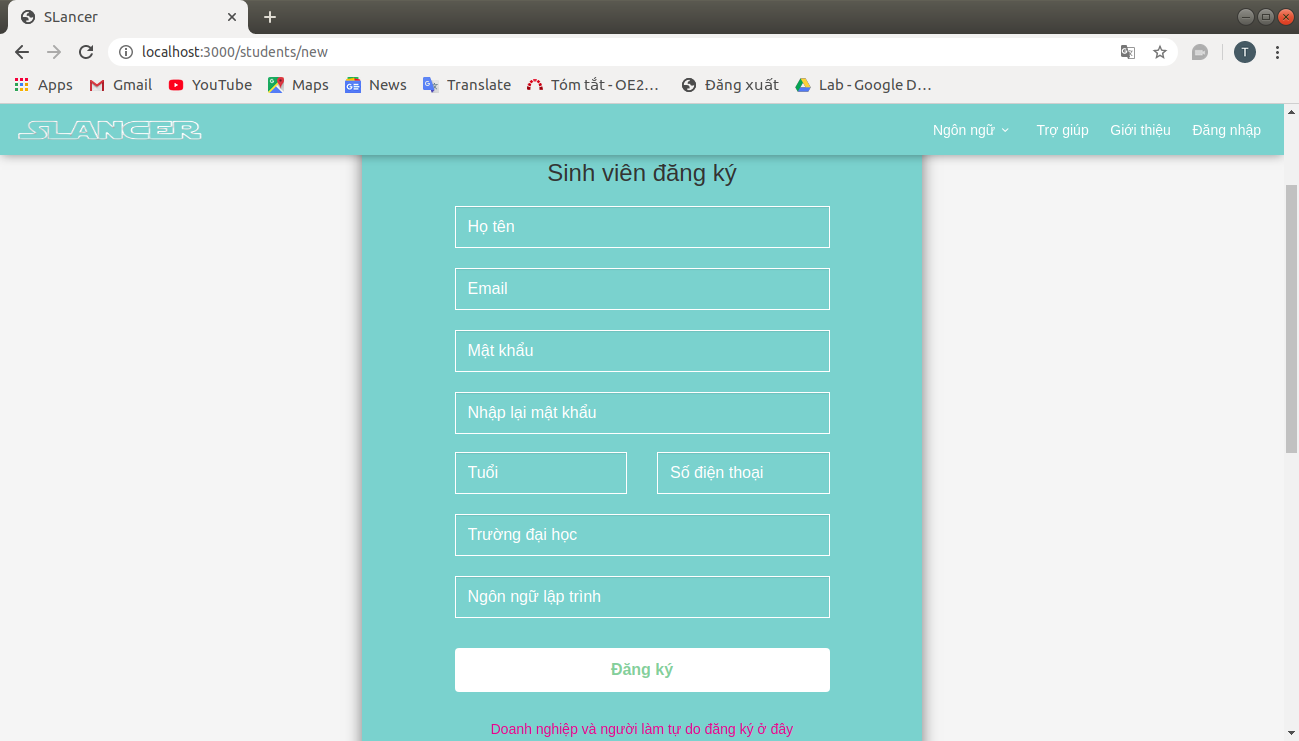 SLancer
localhost:3000/students/new
T
Apps Gmail YouTube Maps News Translate Tóm tắt - OE2... Đăng xuất Lab - Google D...
SLANCER Ngôn ngữ Trợ giúp Giới thiệu Đăng nhập
Sinh viên đăng ký
Họ tên
Email
Mật khẩu
Nhập lại mật khẩu
Tuổi Số điện thoại
Trường đại học
Ngôn ngữ lập trình
Đăng ký
Doanh nghiệp và người làm tự do đăng ký ở đây